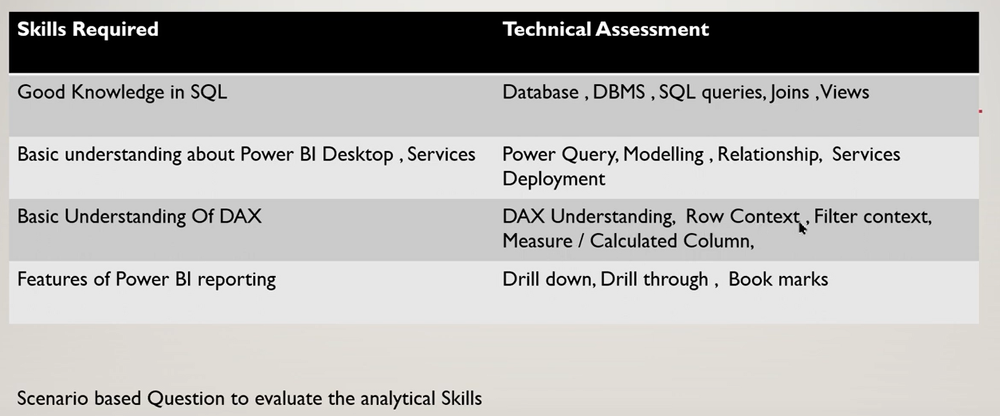 Skills Required
Technical Assessment
Good Knowledge in SQL
Database , DBMS , SQL queries, Joins ,Views
Basic understanding about Power BI Desktop , Services
Power Query, Modelling , Relationship,  Services
Deployment
Basic Understanding Of DAX
DAX Understanding,  Row Context , Filter context,
Measure / Calculated Column,
Features of Power BI reporting
Drill down, Drill through ,  Book marks
Scenario based Question to evaluate the analytical Skills